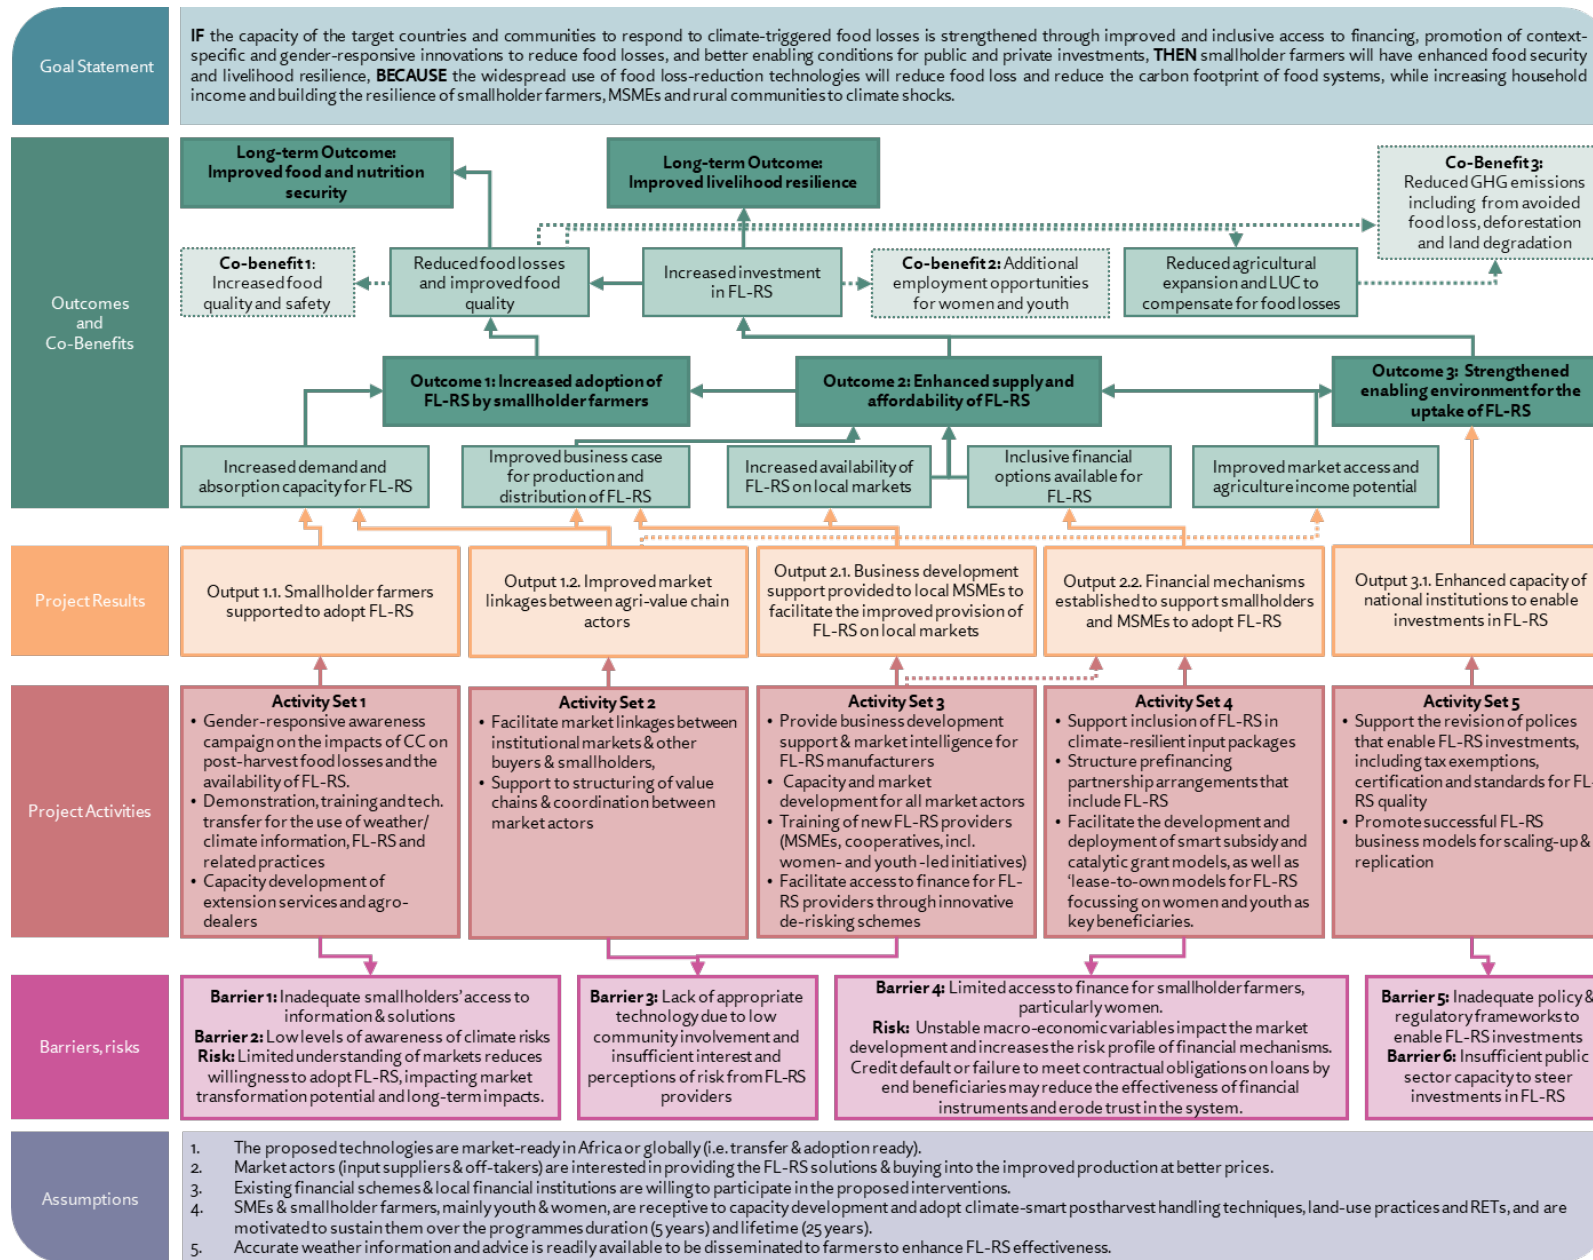 Goal Statement
IF the capacity of the target countries and communities to respond to climate-triggered food losses is strengthened through improved and inclusive access to financing, promotion of context-
specific and gender-responsive innovations to reduce food losses, and better enabling conditions for public and private investments, THEN smallholder farmers will have enhanced food security
and livelihood resilience, BECAUSE the widespread use of food loss-reduction technologies will reduce food loss and reduce the carbon footprint of food systems, while increasing household
income and building the resilience of smallholder farmers, MSMEs and rural communities to climate shocks.
Outcomes
and
Co-Benefits
Long-term Outcome:
Improved food and nutrition
security
Long-term Outcome:
Improved livelihood resilience
Co-Benefit 3:
Reduced GHG emissions
including from avoided
food loss, deforestation
and land degradation
Co-benefit 1:
Increased food
quality and safety
Reduced food losses
and improved food
quality
Increased investment
in FL-RS
Co-benefit 2: Additional
employment opportunities
for women and youth
Reduced agricultural
expansion and LUC to
compensate for food losses
Outcome 1: Increased adoption of
FL-RS by smallholder farmers
Outcome 2: Enhanced supply and
affordability of FL-RS
Outcome 3: Strengthened
enabling environment for the
uptake of FL-RS
Increased demand and
absorption capacity for FL-RS
Improved business case
for production and
distribution of FL-RS
Increased availability of
FL-RS on local markets
Inclusive financial
options available for
FL-RS
Improved market access and
agriculture income potential
Project Results
Output 1.1. Smallholder farmers
supported to adopt FL-RS
Output 1.2. Improved market
linkages between agri-value chain
actors
Output 2.1. Business development
support provided to local MSMEs to
facilitate the improved provision of
FL-RS on local markets
Output 2.2. Financial mechanisms
established to support smallholders
and MSMEs to adopt FL-RS
Output 3.1. Enhanced capacity of
national institutions to enable
investments in FL-RS
Project Activities
Activity Set 1
• Gender-responsive awareness
campaign on the impacts of CC on
post-harvest food losses and the
availability of FL-RS.
• Demonstration, training and tech.
transfer for the use of weather/
climate information, FL-RS and
related practices
• Capacity development of
extension services and agro-
dealers
Activity Set 2
• Facilitate market linkages between
institutional markets & other
buyers & smallholders,
• Support to structuring of value
chains & coordination between
market actors
Activity Set 3
• Provide business development
support & market intelligence for
FL-RS manufacturers
• Capacity and market
development for all market actors
• Training of new FL-RS providers
(MSMEs, cooperatives, incl.
women- and youth -led initiatives)
• Facilitate access to finance for FL-
RS providers through innovative
de-risking schemes
Activity Set 4
• Support inclusion of FL-RS in
climate-resilient input packages
• Structure prefinancing
partnership arrangements that
include FL-RS
• Facilitate the development and
deployment of smart subsidy and
catalytic grant models, as well as
‘lease-to-own models for FL-RS
focussing on women and youth as
key beneficiaries.
Activity Set 5
• Support the revision of polices
that enable FL-RS investments,
including tax exemptions,
certification and standards for FL-
RS quality
• Promote successful FL-RS
business models for scaling-up &
replication
Barriers, risks
Barrier 1: Inadequate smallholders’ access to
information & solutions
Barrier 2: Low levels of awareness of climate risks
Risk: Limited understanding of markets reduces
willingness to adopt FL-RS, impacting market
transformation potential and long-term impacts.
Barrier 3: Lack of appropriate
technology due to low
community involvement and
insufficient interest and
perceptions of risk from FL-RS
providers
Barrier 4: Limited access to finance for smallholder farmers,
particularly women.
Risk: Unstable macro-economic variables impact the market
development and increases the risk profile of financial mechanisms.
Credit default or failure to meet contractual obligations on loans by
end beneficiaries may reduce the effectiveness of financial
instruments and erode trust in the system.
Barrier 5: Inadequate policy &
regulatory frameworks to
enable FL-RS investments
Barrier 6: Insufficient public
sector capacity to steer
investments in FL-RS
Assumptions
1. The proposed technologies are market-ready in Africa or globally (i.e. transfer & adoption ready).
2. Market actors (input suppliers & off-takers) are interested in providing the FL-RS solutions & buying into the improved production at better prices.
3. Existing financial schemes & local financial institutions are willing to participate in the proposed interventions.
4. SMEs & smallholder farmers, mainly youth & women, are receptive to capacity development and adopt climate-smart postharvest handling techniques, land-use practices and RETs, and are
motivated to sustain them over the programmes duration (5 years) and lifetime (25 years).
5. Accurate weather information and advice is readily available to be disseminated to farmers to enhance FL-RS effectiveness.